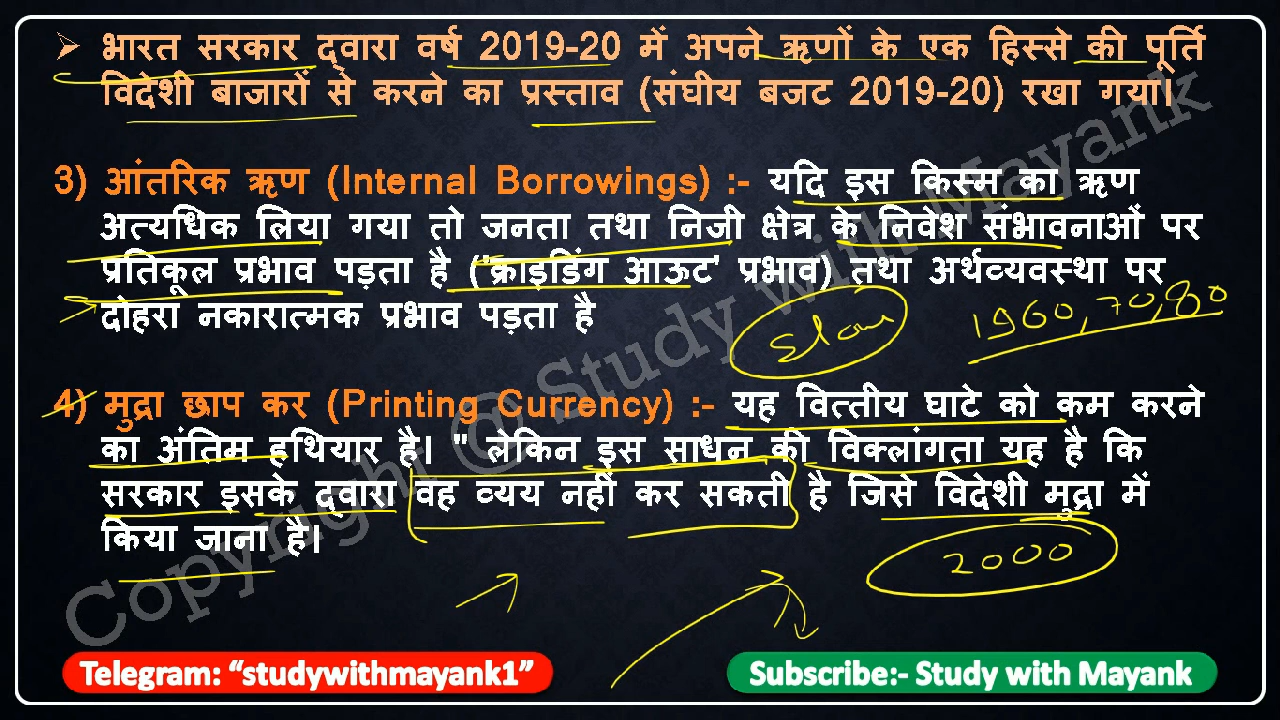 ➢ भारत सरकार द्वारा वर्ष 2019-20 में अपने ऋणों के एक हिस्से की पूर्ति
विदेशी बाजारों से करने का प्रस्ताव (संघीय बजट 2019-20) रखा गया।
3) आंतरिक ऋण (Internal Borrowings) :- यदि इस किस्म का ऋण
अत्यधिक लिया गया तो जनता तथा निजी क्षेत्र के निवेश संभावनाओं पर
प्रतिकूल प्रभाव पड़ता है ('क्राइडिंग आऊट' प्रभाव) तथा अर्थव्यवस्था पर
दोहरा नकारात्मक प्रभाव पड़ता है
1960, 70, 80
4) मुद्रा छाप कर (Printing Currency) :- यह वित्तीय घाटे को कम करने
का अंतिम हथियार है। " लेकिन इस साधन की विक्लांगता यह है कि
सरकार इसके द्वारा वह व्यय नहीं कर सकती है जिसे विदेशी मुद्रा में
किया जाना है।
2000
Copyright @ Study with Mayank
Telegram: “studywithmayank1”
Subscribe:- Study with Mayank